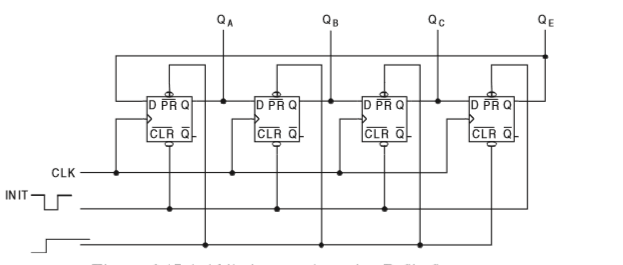 QA QB QC QE
D PR Q D PR Q D PR Q D PR Q
CLR Q CLR Q CLR Q CLR Q
CLK
INIT